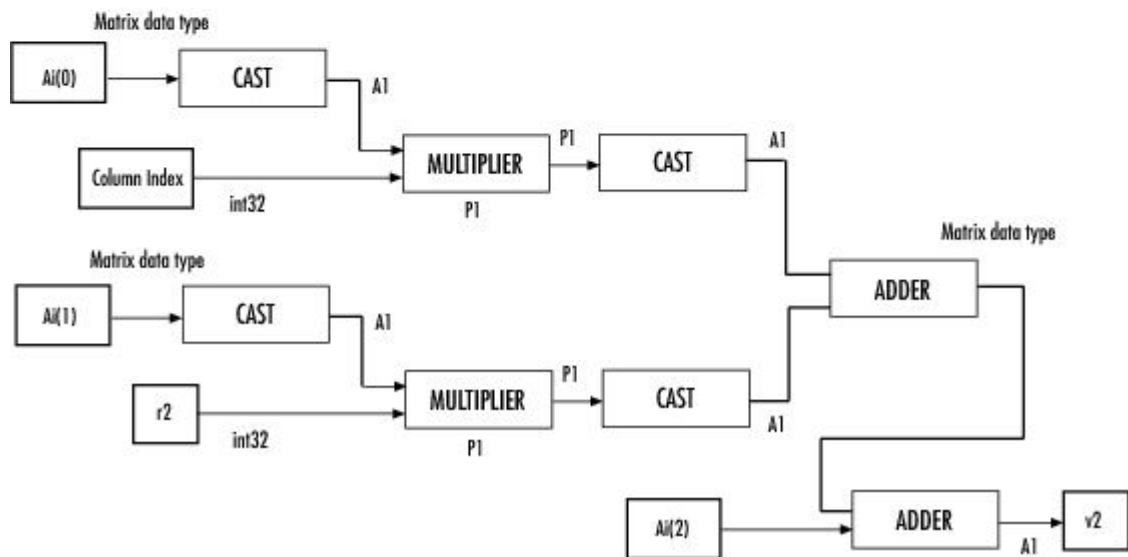 Matrix data type
Ai(0)
CAST
A1
Column Index
int32
MULTIPLIER
P1
P1
CAST
A1
Matrix data type
Matrix data type
Ai(1)
CAST
A1
r2
int32
MULTIPLIER
P1
P1
CAST
A1
ADDER
Ai(2)
ADDER
A1
v2